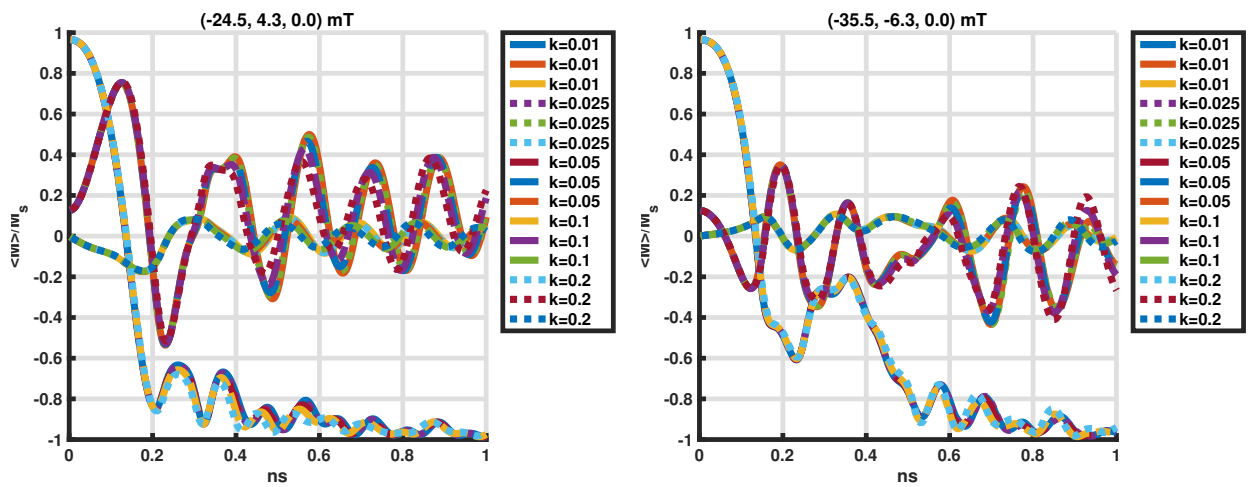 (-24.5, 4.3, 0.0) mT
1
0.8
0.6
0.4
0.2
0
-0.2
-0.4
-0.6
-0.8
-1
<M>/M_s
0
0.2
0.4
0.6
0.8
1
ns
k=0.01
k=0.01
k=0.01
k=0.025
k=0.025
k=0.025
k=0.05
k=0.05
k=0.05
k=0.1
k=0.1
k=0.1
k=0.2
k=0.2
k=0.2
(-35.5, -6.3, 0.0) mT
1
0.8
0.6
0.4
0.2
0
-0.2
-0.4
-0.6
-0.8
-1
<M>/M_s
0
0.2
0.4
0.6
0.8
1
ns
k=0.01
k=0.01
k=0.01
k=0.025
k=0.025
k=0.025
k=0.05
k=0.05
k=0.05
k=0.1
k=0.1
k=0.1
k=0.2
k=0.2
k=0.2